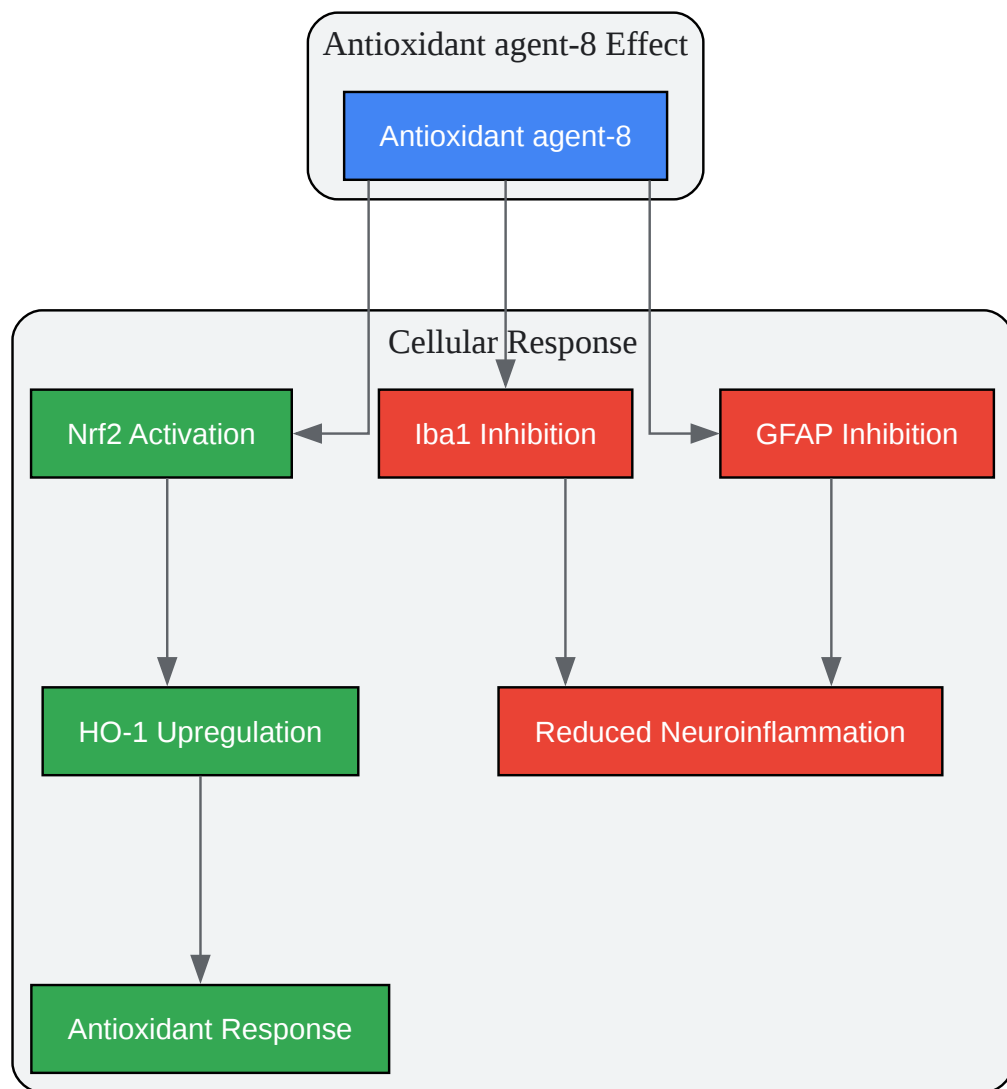 Antioxidant agent-8 Effect
Antioxidant agent-8
Cellular Response
Nrf2 Activation
Iba1 Inhibition
GFAP Inhibition
HO-1 Upregulation
Reduced Neuroinflammation
Antioxidant Response